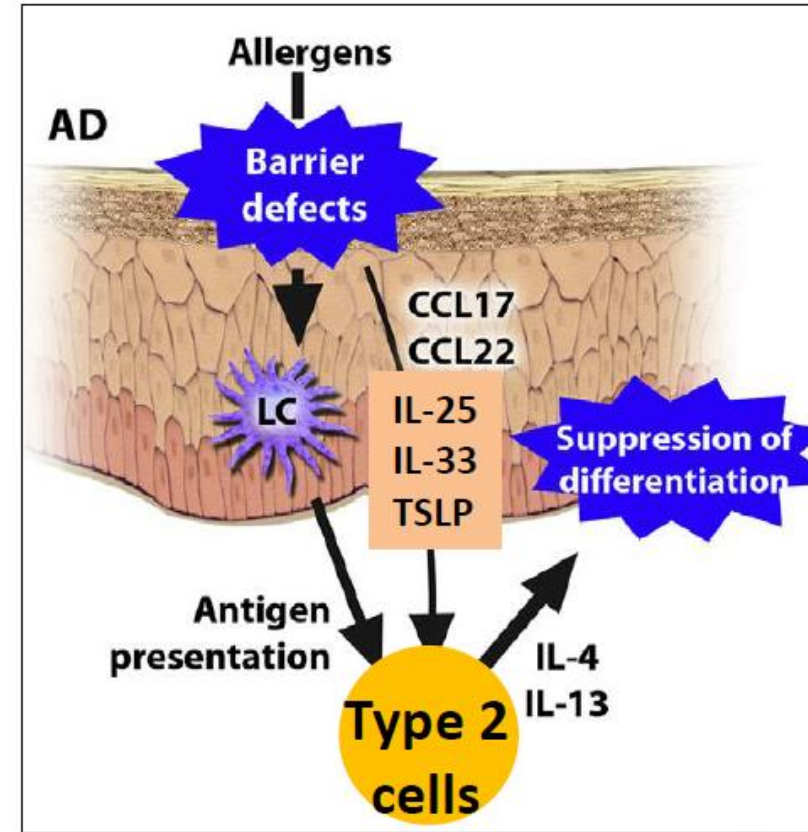 Allergens
AD
Barrier
defects
CCL17
CCL22
LC
IL-25
IL-33
TSLP
Suppression of
differentiation
Antigen
presentation
IL-4
IL-13
Type 2
cells